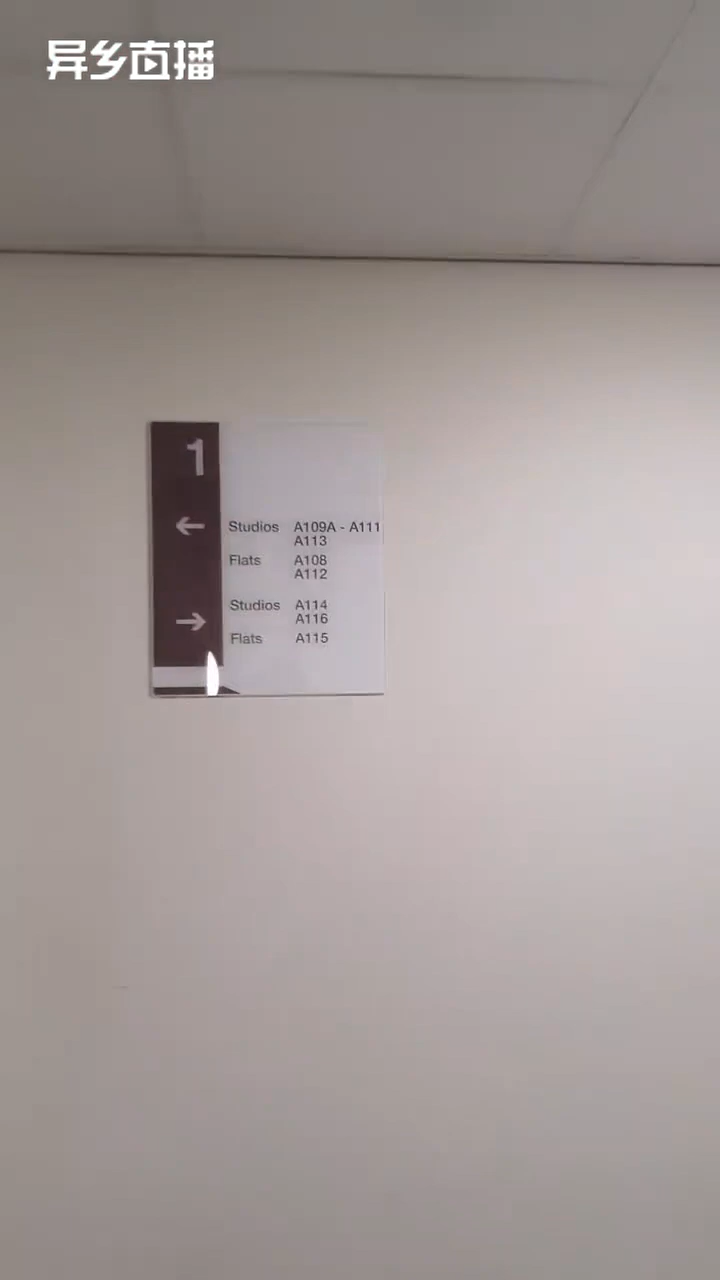 异乡直播
1
← Studios A109A - A111
A113
Flats A108
A112
→ Studios A114
A116
Flats A115